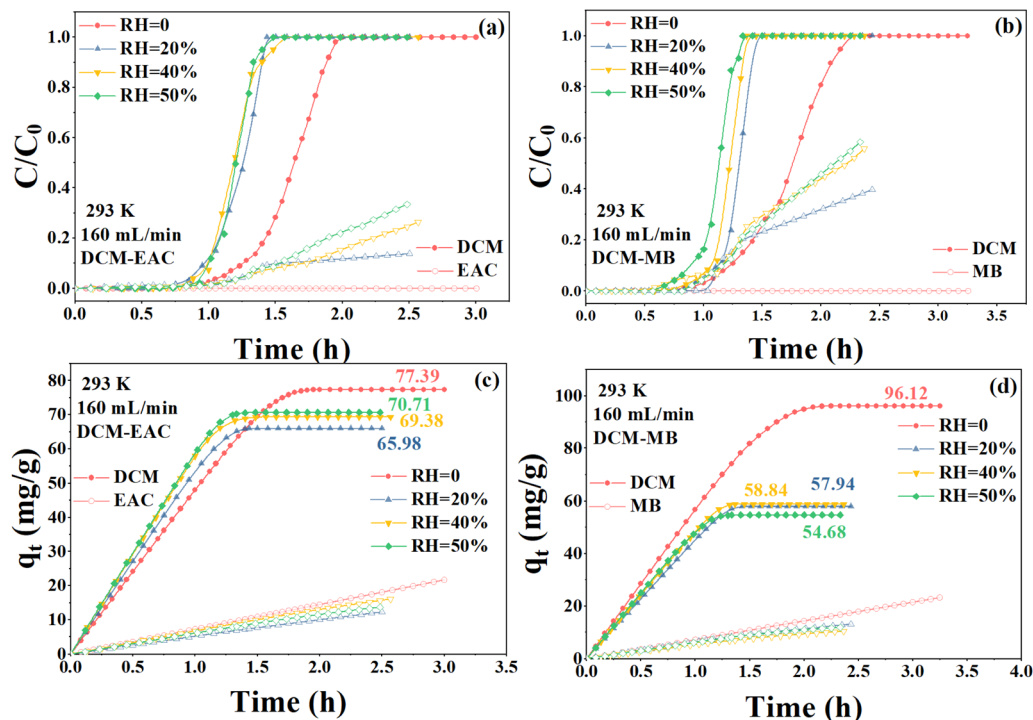 RH=0
RH=20%
RH=40%
RH=50%
(a)
1.0
0.8
0.6
0.4
0.2
0.0
C/C0
293 K
160 mL/min
DCM-EAC
DCM
EAC
0.0 0.5 1.0 1.5 2.0 2.5 3.0
Time (h)
RH=0
RH=20%
RH=40%
RH=50%
(b)
1.0
0.8
0.6
0.4
0.2
0.0
C/C0
293 K
160 mL/min
DCM-MB
DCM
MB
0.0 0.5 1.0 1.5 2.0 2.5 3.0 3.5
Time (h)
293 K
160 mL/min
DCM-EAC
77.39
(c)
70.71
69.38
65.98
DCM
EAC
RH=0
RH=20%
RH=40%
RH=50%
80
70
60
50
40
30
20
10
0
qt (mg/g)
0.0 0.5 1.0 1.5 2.0 2.5 3.0 3.5
Time (h)
293 K
160 mL/min
DCM-MB
96.12
(d)
DCM
MB
RH=0
RH=20%
RH=40%
RH=50%
58.84
57.94
54.68
100
80
60
40
20
0
qt (mg/g)
0.0 0.5 1.0 1.5 2.0 2.5 3.0 3.5 4.0
Time (h)